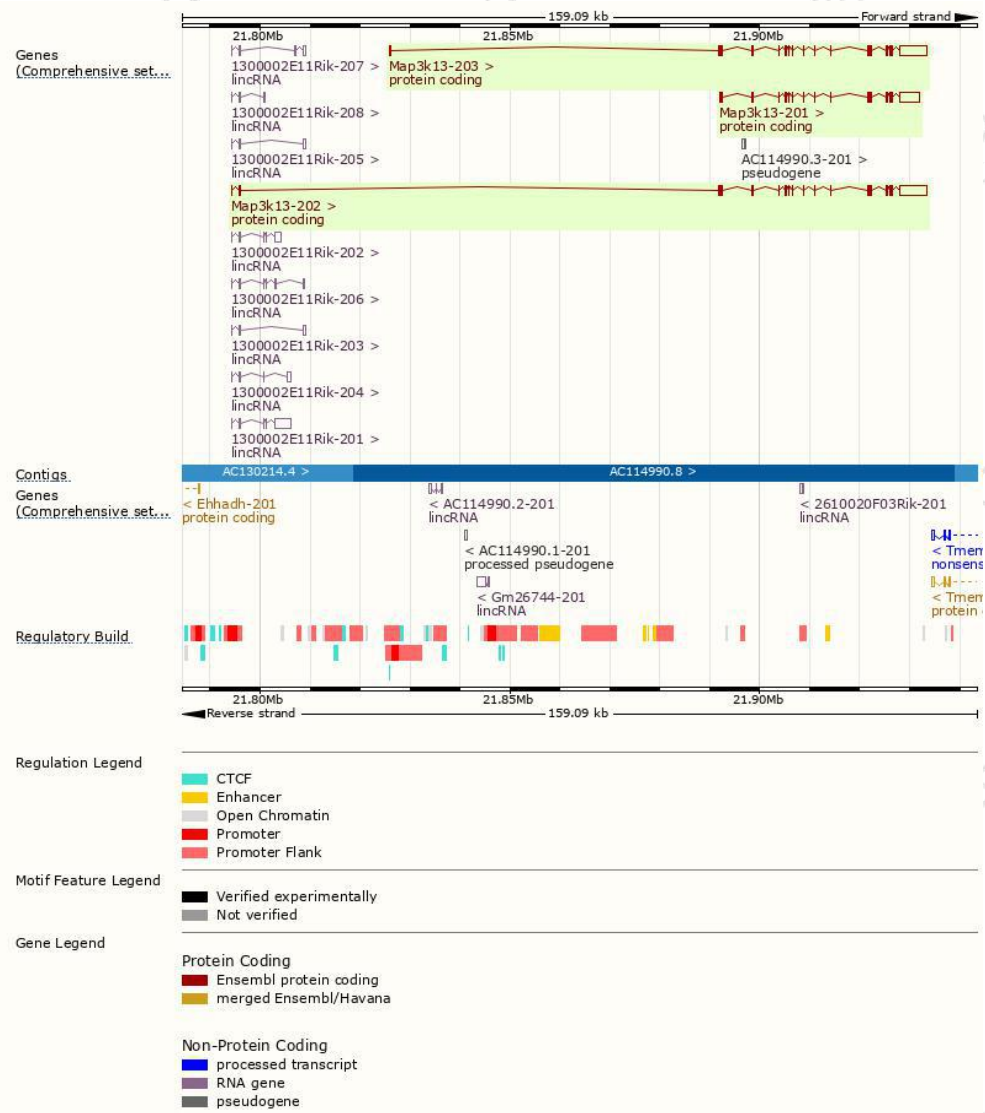 159.09 kb
Forward strand
21.80Mb
21.85Mb
21.90Mb
Genes
(Comprehensive set...
1300002E11Rik-207 >
lincRNA
Map3k13-203 >
protein coding
1300002E11Rik-208 >
lincRNA
Map3k13-201 >
protein coding
1300002E11Rik-205 >
lincRNA
AC114990.3-201 >
pseudogene
Map3k13-202 >
protein coding
1300002E11Rik-202 >
lincRNA
1300002E11Rik-206 >
lincRNA
1300002E11Rik-203 >
lincRNA
1300002E11Rik-204 >
lincRNA
1300002E11Rik-201 >
lincRNA
Contigs
AC130214.4 >
AC114990.8 >
Genes
(Comprehensive set...
< Ehhadh-201
protein coding
< AC114990.2-201
lincRNA
< 2610020F03Rik-201
lincRNA
< AC114990.1-201
processed pseudogene
< Tmem
nonsens
< Gm26744-201
lincRNA
< Tmem
protein
Regulatory Build
21.80Mb
21.85Mb
21.90Mb
Reverse strand
159.09 kb
Regulation Legend
CTCF
Enhancer
Open Chromatin
Promoter
Promoter Flank
Motif Feature Legend
Verified experimentally
Not verified
Gene Legend
Protein Coding
Ensembl protein coding
merged Ensembl/Havana
Non-Protein Coding
processed transcript
RNA gene
pseudogene